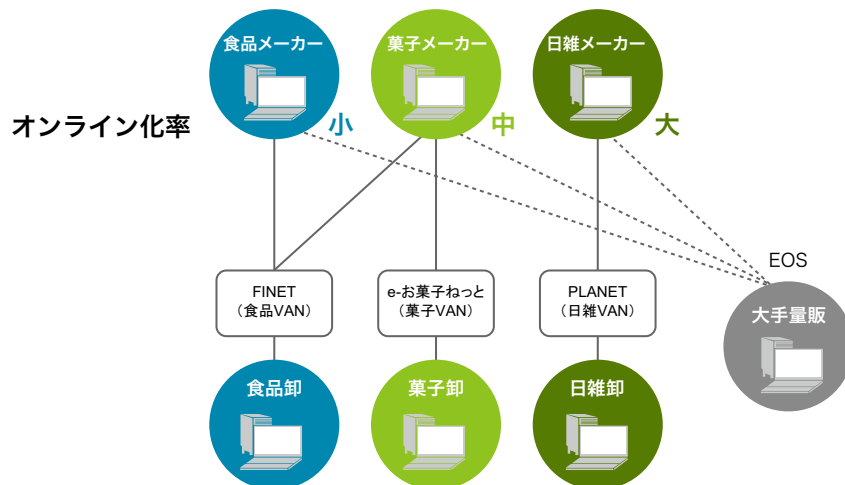 食品メーカー
菓子メーカー
日雑メーカー
オンライン化率
小
中
大
EOS
FINET
（食品VAN）
e-お菓子ねっと
（菓子VAN）
PLANET
（日雑VAN）
大手量販
食品卸
菓子卸
日雑卸